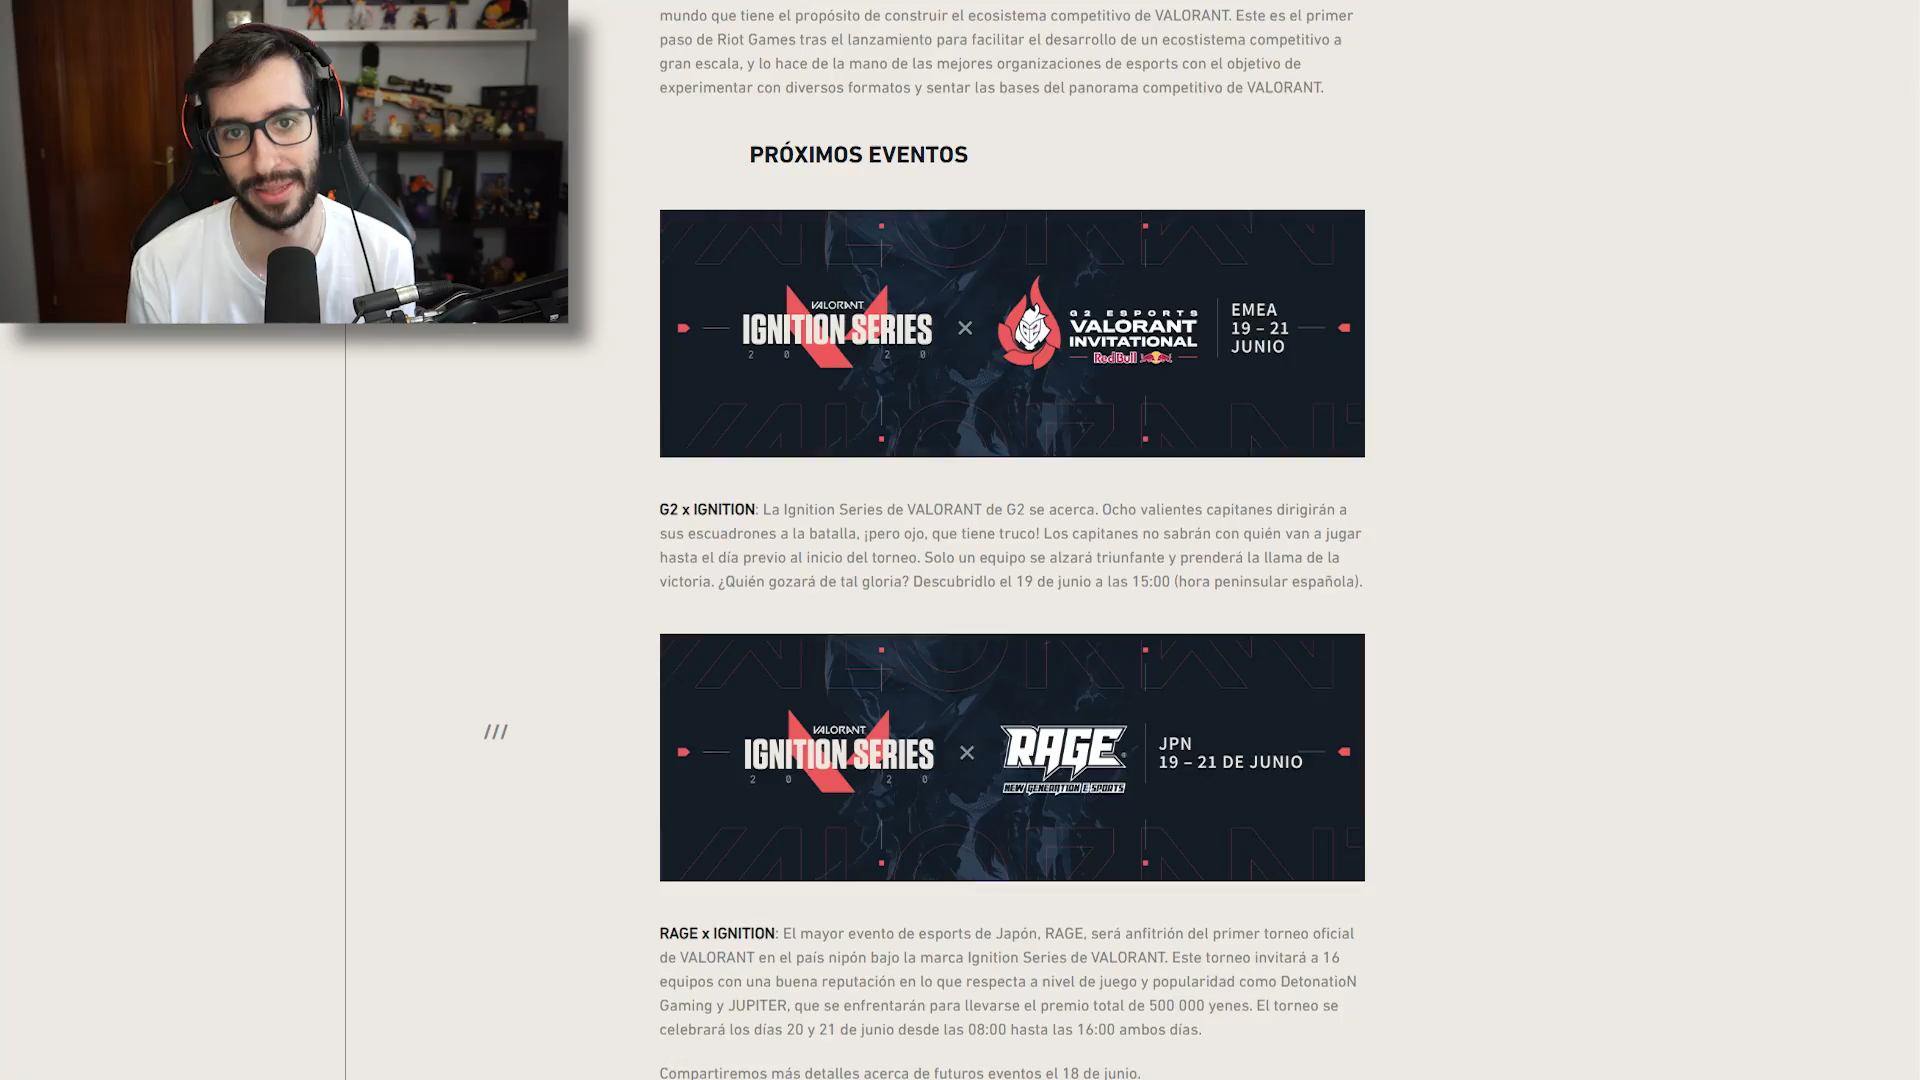 mundo que tiene el propósito de construir el ecosistema competitivo de VALORANT. Este es el primer
paso de Riot Games tras el lanzamiento para facilitar el desarrollo de un ecostistema competitivo a
gran escala, y lo hace de la mano de las mejores organizaciones de esports con el objetivo de
experimentar con diversos formatos y sentar las bases del panorama competitivo de VALORANT.
PRÓXIMOS EVENTOS
VALORANT
IGNITION SERIES
2020
×
G2 ESPORTS
VALORANT
INVITATIONAL
Red Bull
EMEA
19 – 21
JUNIO
G2 x IGNITION: La Ignition Series de VALORANT de G2 se acerca. Ocho valientes capitanes dirigirán a
sus escuadrones a la batalla, ¡pero ojo, que tiene truco! Los capitanes no sabrán con quién van a jugar
hasta el día previo al inicio del torneo. Solo un equipo se alzará triunfante y prenderá la llama de la
victoria. ¿Quién gozará de tal gloria? Descubridlo el 19 de junio a las 15:00 (hora peninsular española).
VALORANT
IGNITION SERIES
2020
×
RAGE
NEW GENERATION E-SPORTS
JPN
19 – 21 DE JUNIO
///
RAGE x IGNITION: El mayor evento de esports de Japón, RAGE, será anfitrión del primer torneo oficial
de VALORANT en el país nipón bajo la marca Ignition Series de VALORANT. Este torneo invitará a 16
equipos con una buena reputación en lo que respecta a nivel de juego y popularidad como DetonatioN
Gaming y JUPITER, que se enfrentarán para llevarse el premio total de 500 000 yenes. El torneo se
celebrará los días 20 y 21 de junio desde las 08:00 hasta las 16:00 ambos días.
Compartiremos más detalles acerca de futuros eventos el 18 de junio.